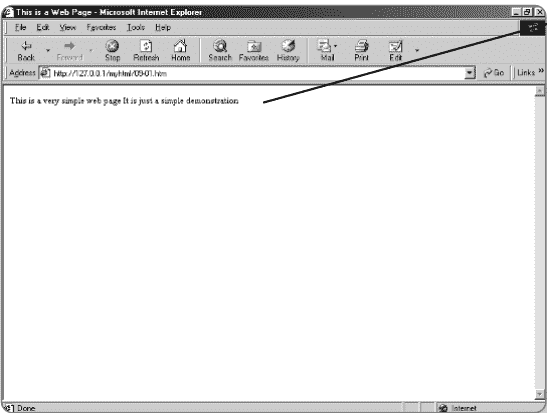 This is a Web Page - Microsoft Internet Explorer
File Edit View Favorites Tools Help
Back Forward Stop Refresh Home Search Favorites History Mail Print Edit
Address http://127.0.0.1/myhtml/09-01.htm Go Links »
This is a very simple web page It is just a simple demonstration
Done Internet